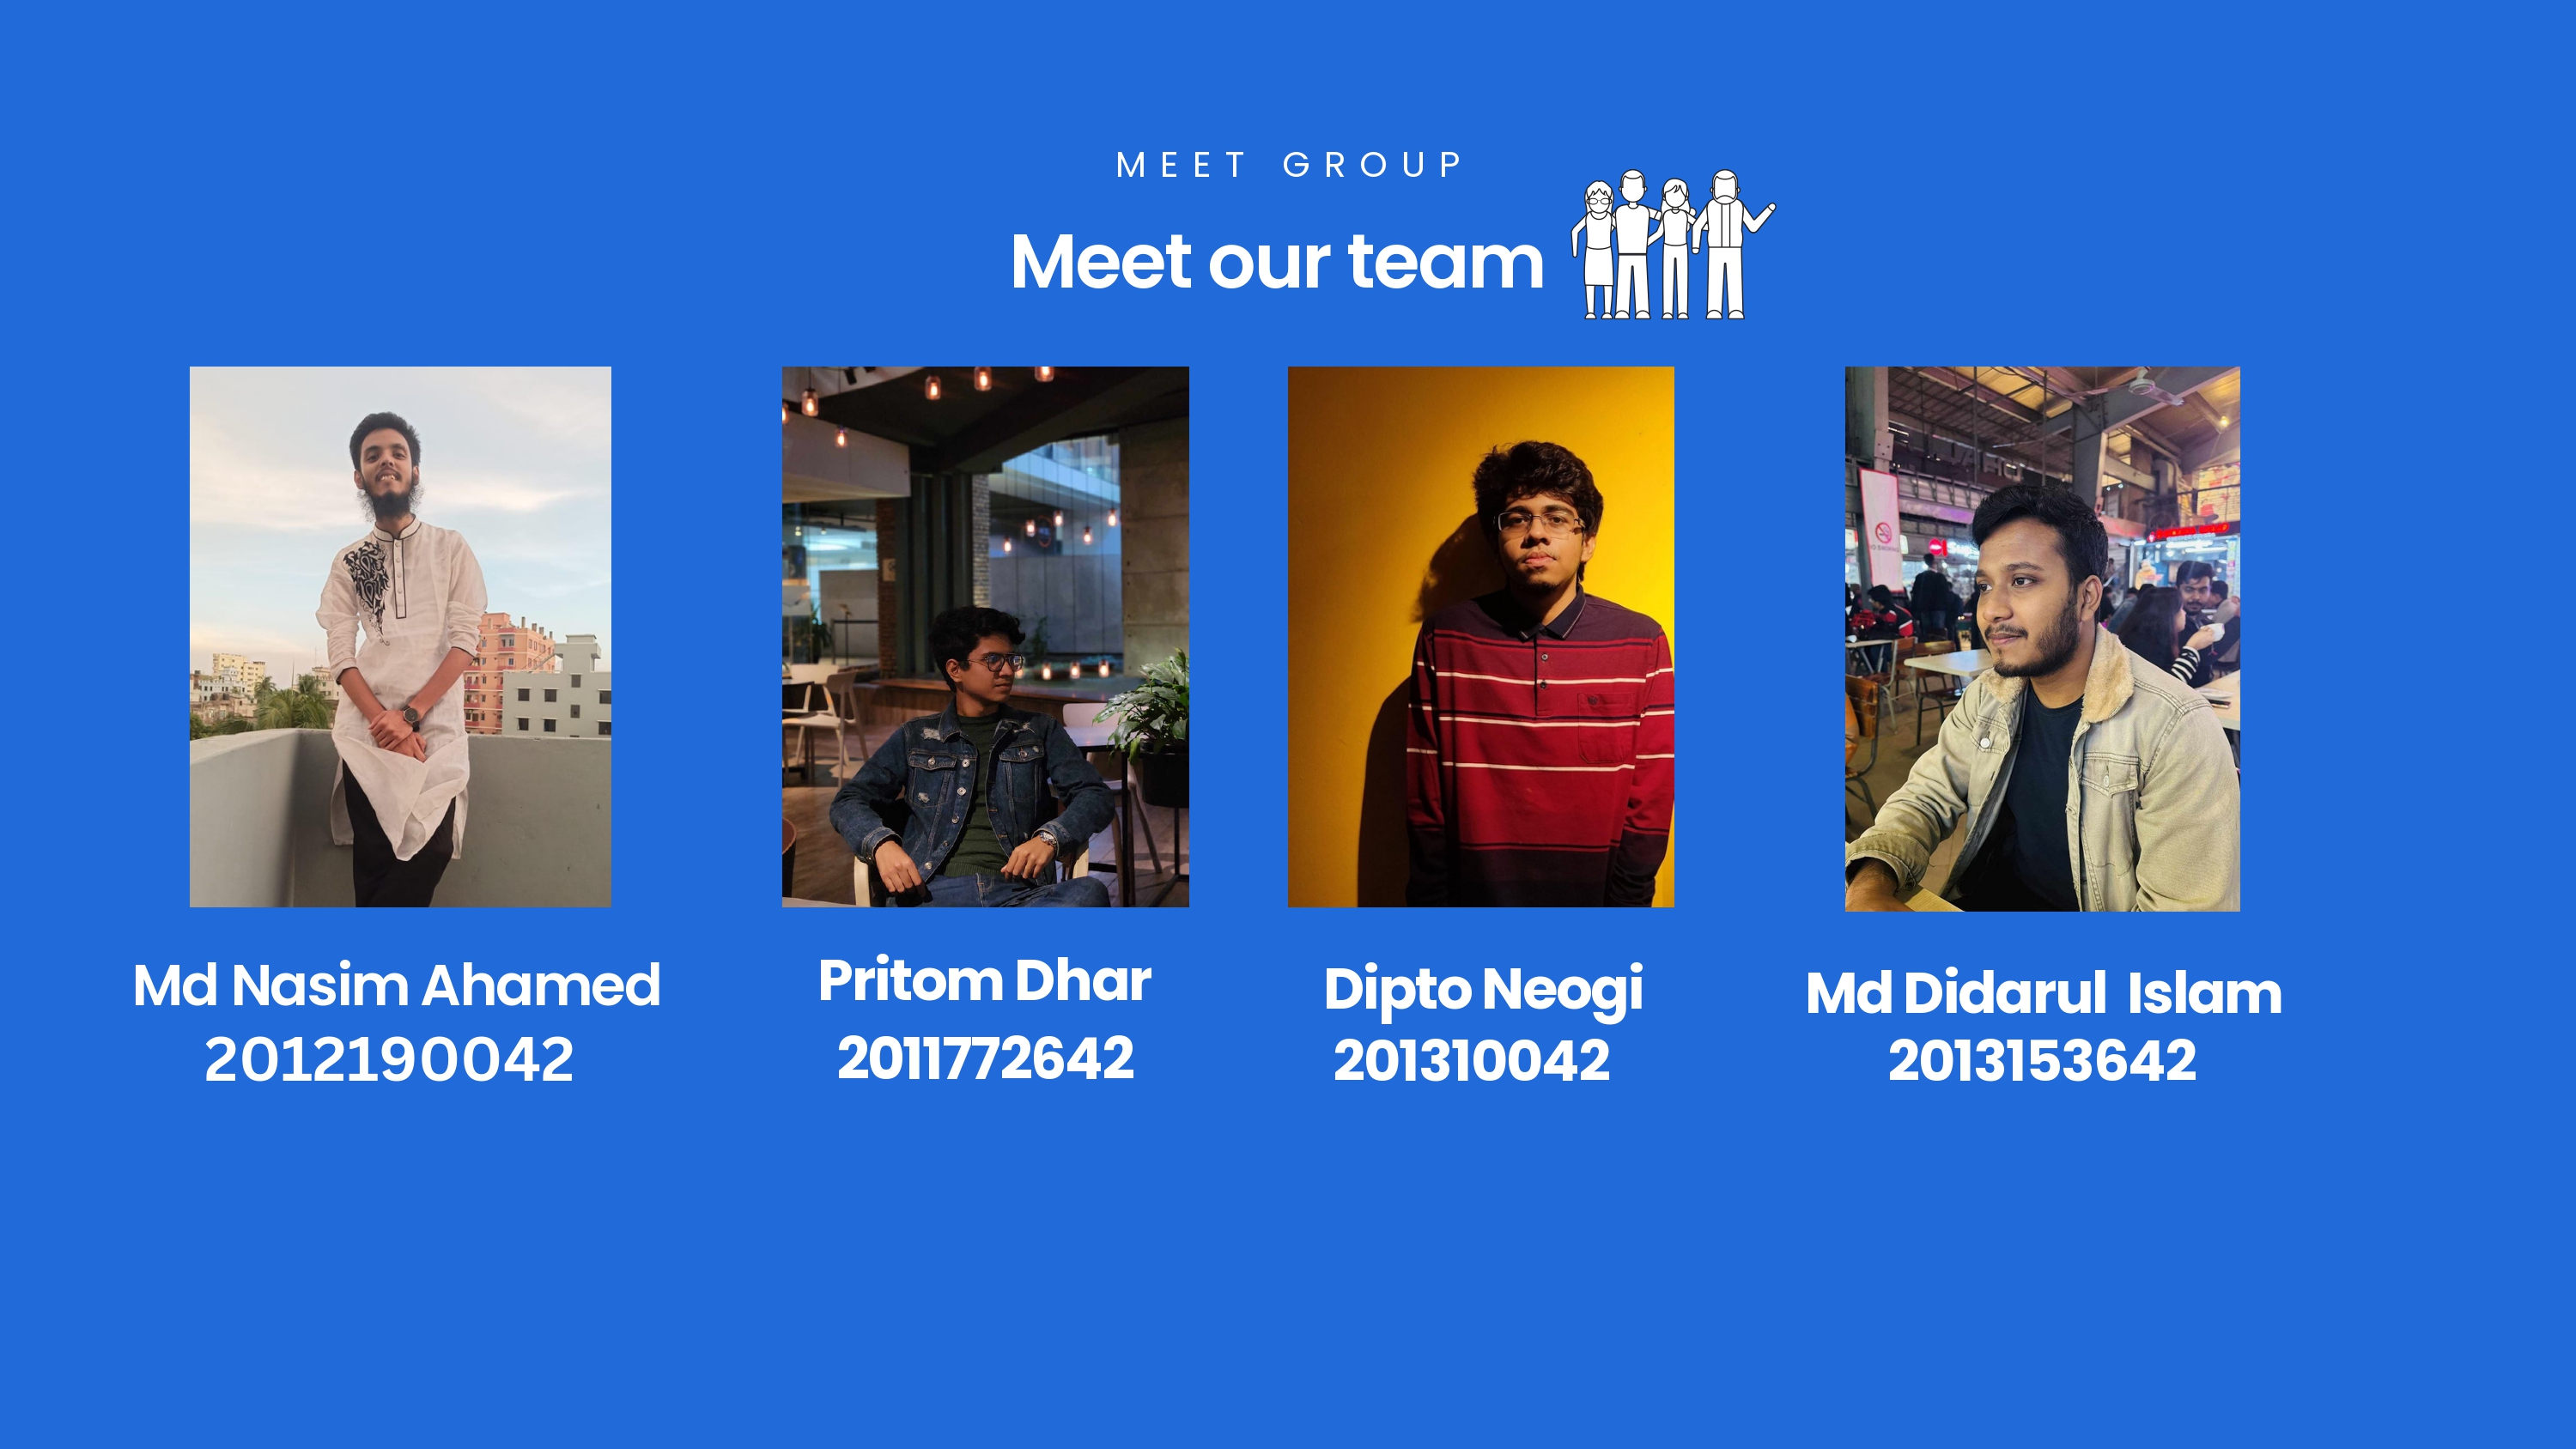 MEET GROUP
Meet our team
Md Nasim Ahamed
2012190042
Pritom Dhar
2011772642
Dipto Neogi
201310042
Md Didarul Islam
2013153642